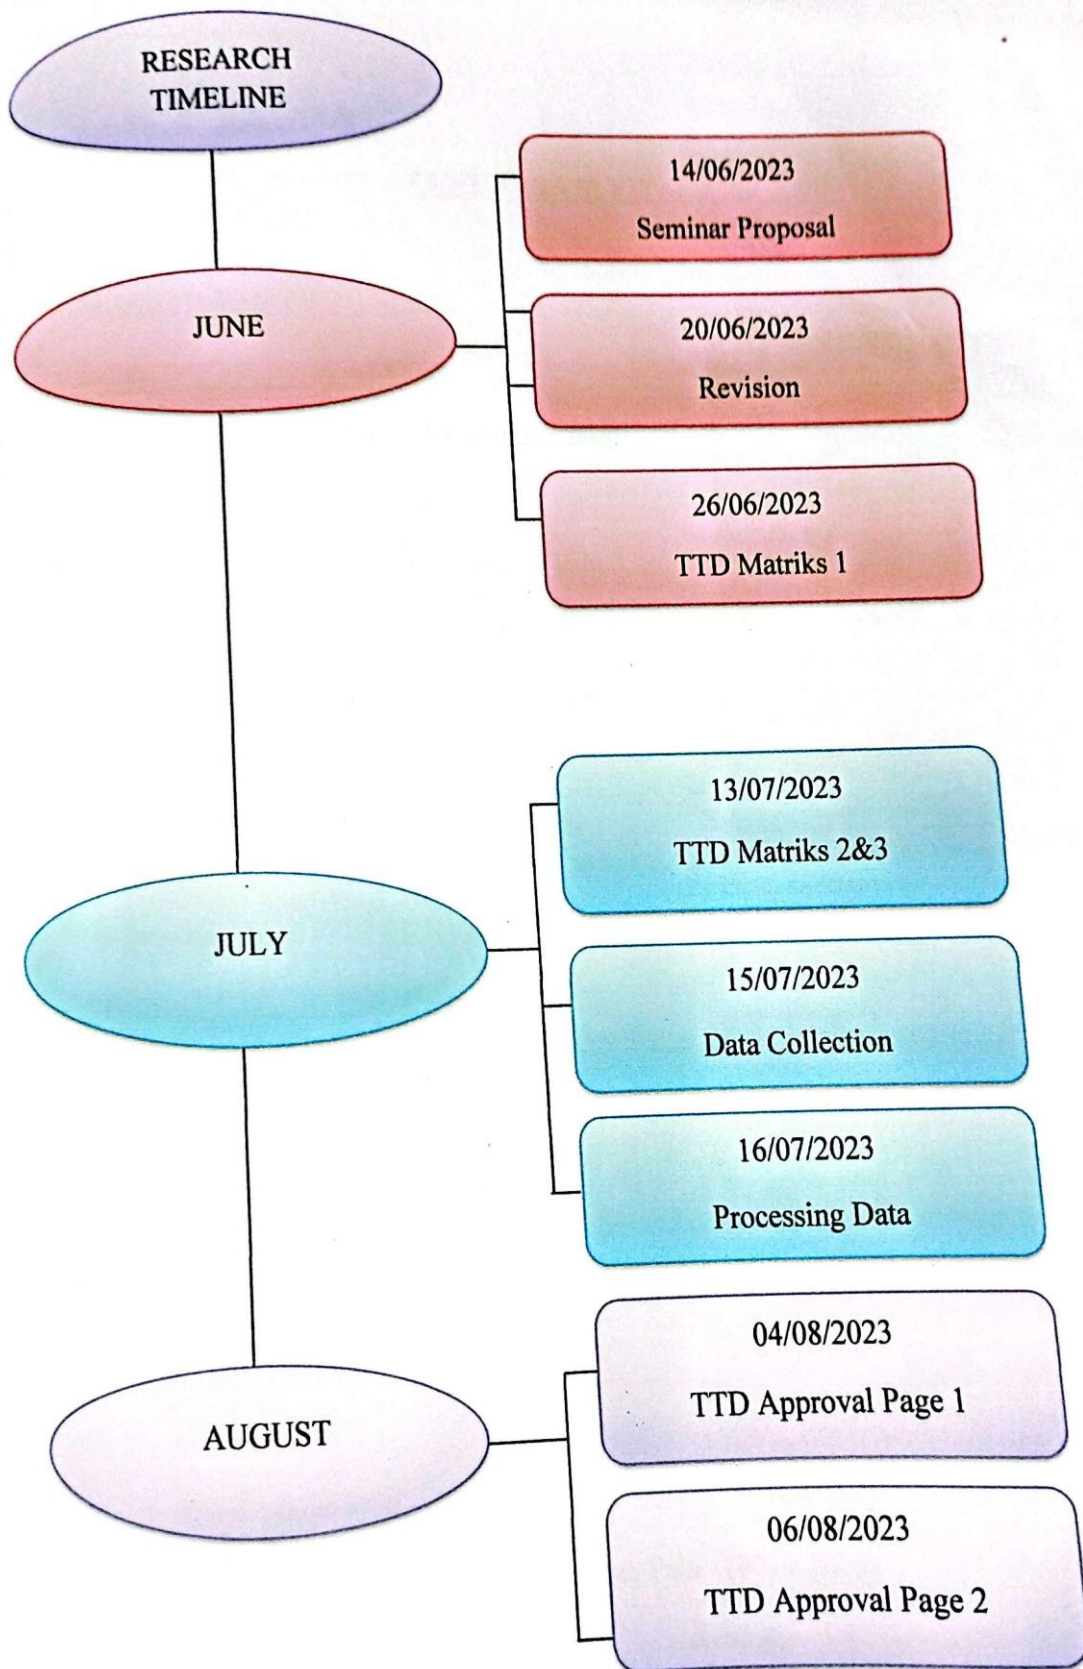 RESEARCH
TIMELINE
JUNE
14/06/2023
Seminar Proposal
20/06/2023
Revision
26/06/2023
TTD Matriks 1
JULY
13/07/2023
TTD Matriks 2&3
15/07/2023
Data Collection
16/07/2023
Processing Data
AUGUST
04/08/2023
TTD Approval Page 1
06/08/2023
TTD Approval Page 2